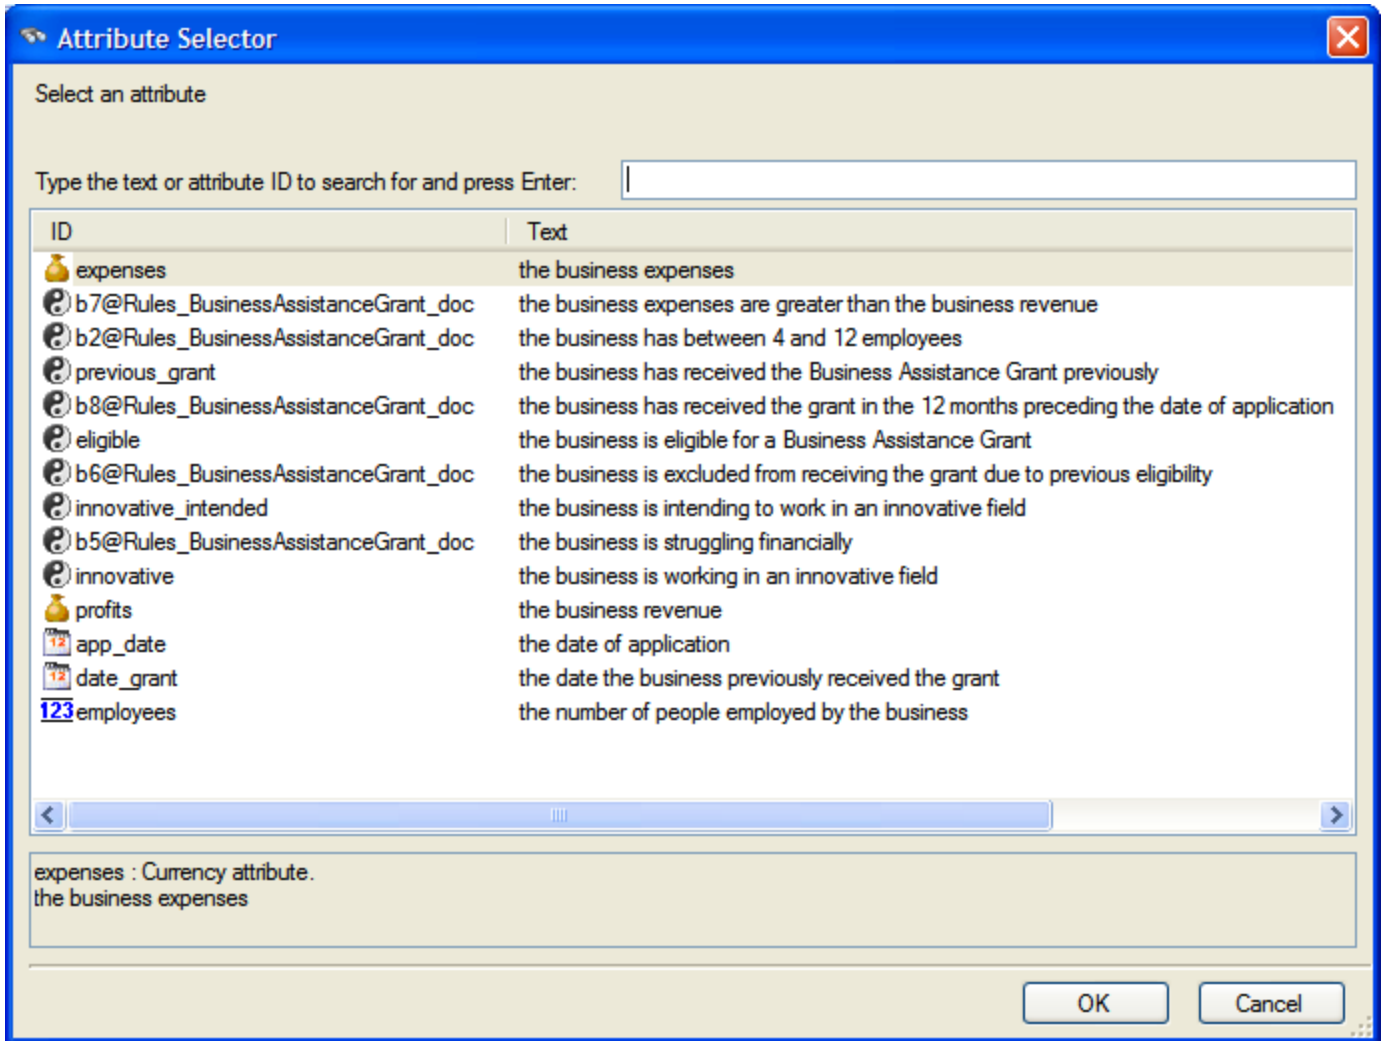 Attribute Selector
Select an attribute
Type the text or attribute ID to search for and press Enter:
ID Text
expenses the business expenses
b7@Rules_BusinessAssistanceGrant_doc the business expenses are greater than the business revenue
b2@Rules_BusinessAssistanceGrant_doc the business has between 4 and 12 employees
previous_grant the business has received the Business Assistance Grant previously
b8@Rules_BusinessAssistanceGrant_doc the business has received the grant in the 12 months preceding the date of application
eligible the business is eligible for a Business Assistance Grant
b6@Rules_BusinessAssistanceGrant_doc the business is excluded from receiving the grant due to previous eligibility
innovative_intended the business is intending to work in an innovative field
b5@Rules_BusinessAssistanceGrant_doc the business is struggling financially
innovative the business is working in an innovative field
profits the business revenue
12 app_date the date of application
12 date_grant the date the business previously received the grant
123 employees the number of people employed by the business
expenses : Currency attribute.
the business expenses
OK Cancel